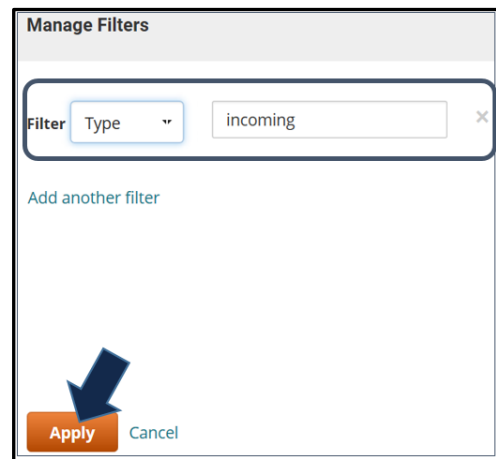 Manage Filters
Filter Type incoming ×
Add another filter
Apply Cancel